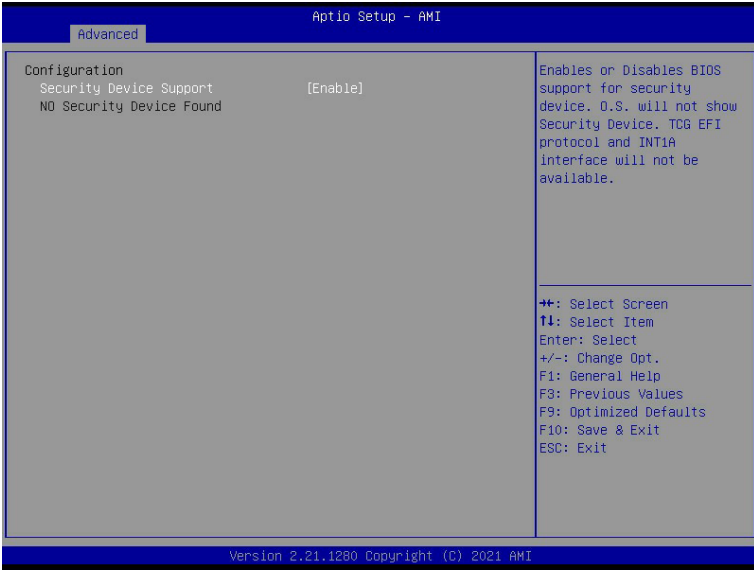 Aptio Setup - AMI
Advanced
Configuration
Security Device Support [Enable]
NO Security Device Found
Enables or Disables BIOS
support for security
device. O.S. will not show
Security Device. TCG EFI
protocol and INT1A
interface will not be
available.
→←: Select Screen
↑↓: Select Item
Enter: Select
+/-: Change Opt.
F1: General Help
F3: Previous Values
F9: Optimized Defaults
F10: Save & Exit
ESC: Exit
Version 2.21.1280 Copyright (C) 2021 AMI